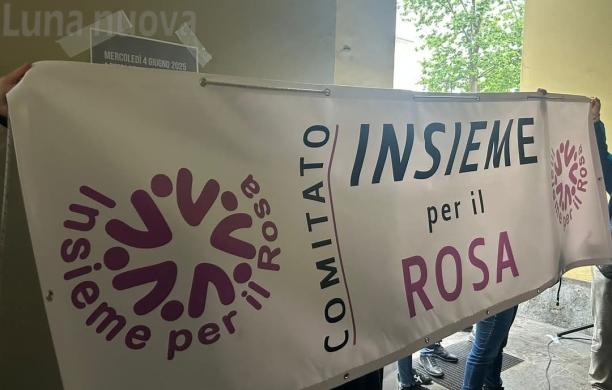 Luna nuova
MERCOLEDÌ 4 GIUGNO 2025
Insieme per il Rosa
COMITATO
INSIEME
per il
ROSA
Insieme per il Rosa